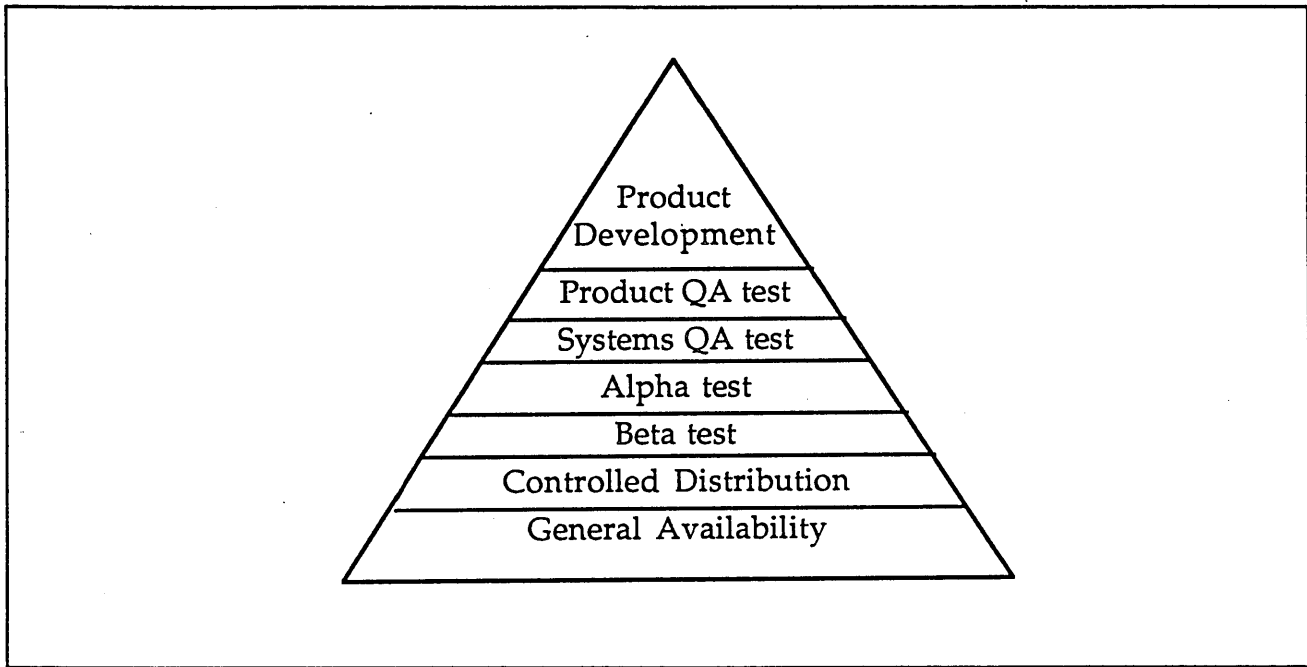 Product
Development
Product QA test
Systems QA test
Alpha test
Beta test
Controlled Distribution
General Availability